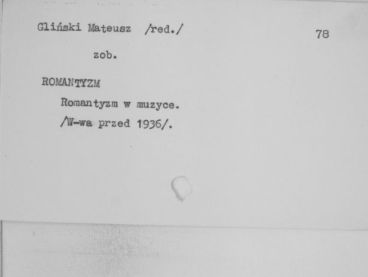 Gliński Mateusz /red./
78
zob.
ROMANTYZM
Romantyzm w muzyce.
/W-wa przed 1936/.